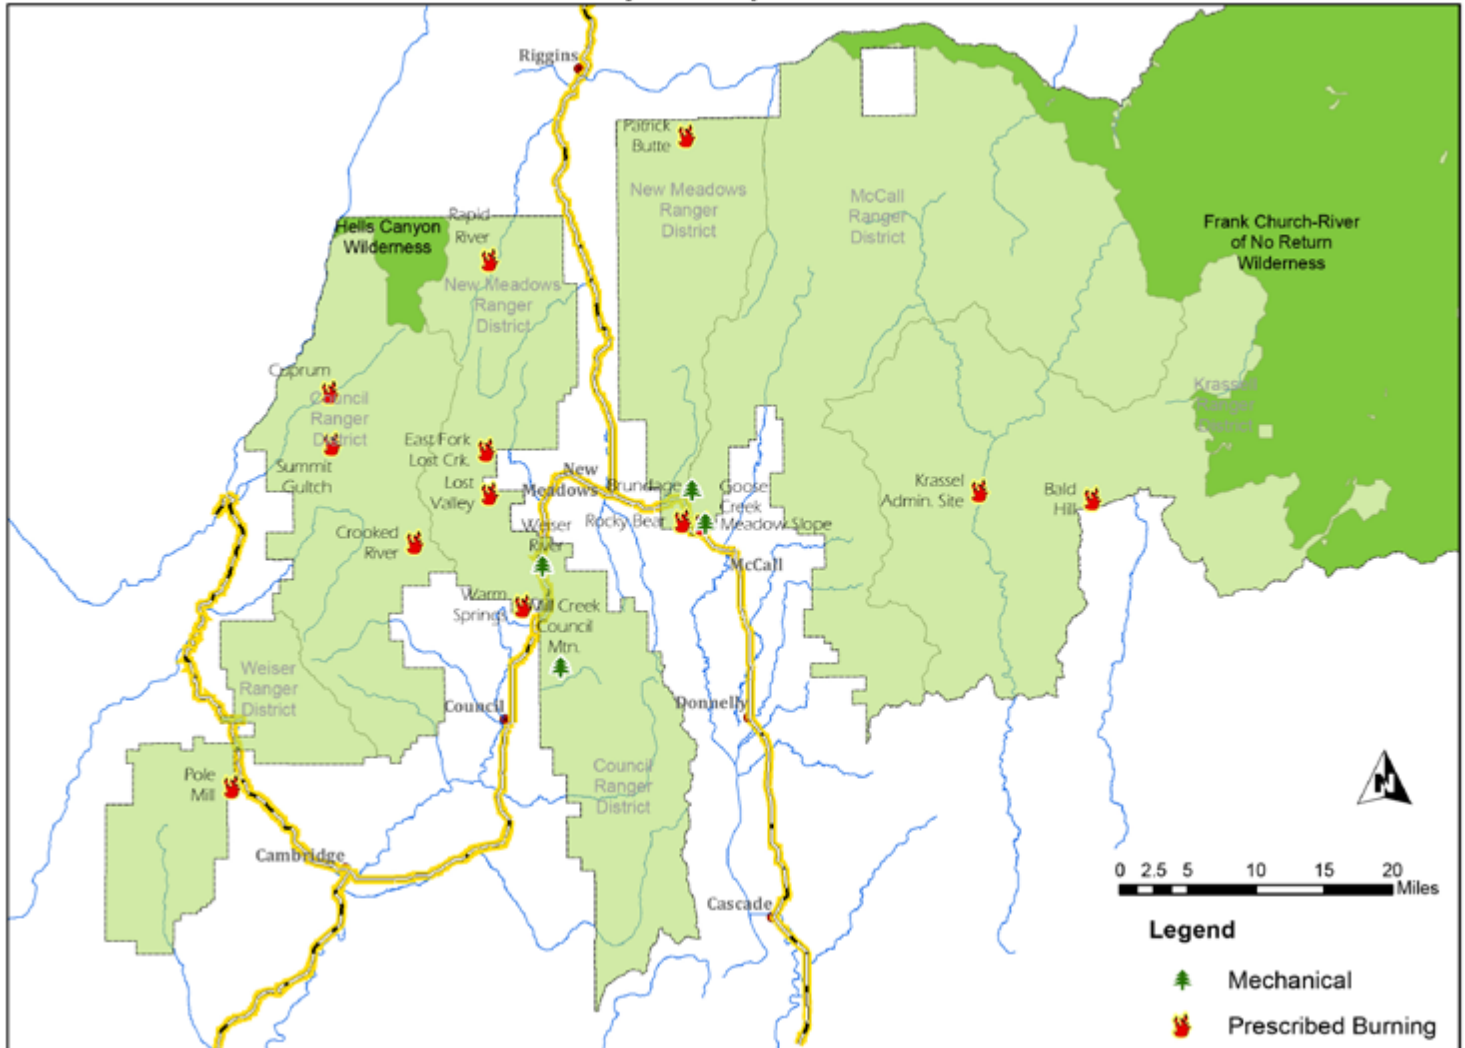 Riggins
Patrick
Butte
New Meadows
Ranger
District
McCall
Ranger
District
Frank Church-River
of No Return
Wilderness
Rapid
River
Hells Canyon
Wilderness
New Meadows
Ranger
District
Cuprum
Council
Ranger
District
Summit
Gultch
East Fork
Lost Crk.
Lost
Valley
Crooked
River
New
Meadows
Brundage
Goose
Creek
Rocky Bear
Meadow Slope
Weiser
River
McCall
Krassel
Admin. Site
Bald
Hill
Krassel
Ranger
District
Warm
Springs
Mill Creek
Council
Mtn.
Weiser
Ranger
District
Council
Donnelly
Council
Ranger
District
Pole
Mill
Cambridge
Cascade
N
0 2.5 5 10 15 20
Miles
Legend
Mechanical
Prescribed Burning